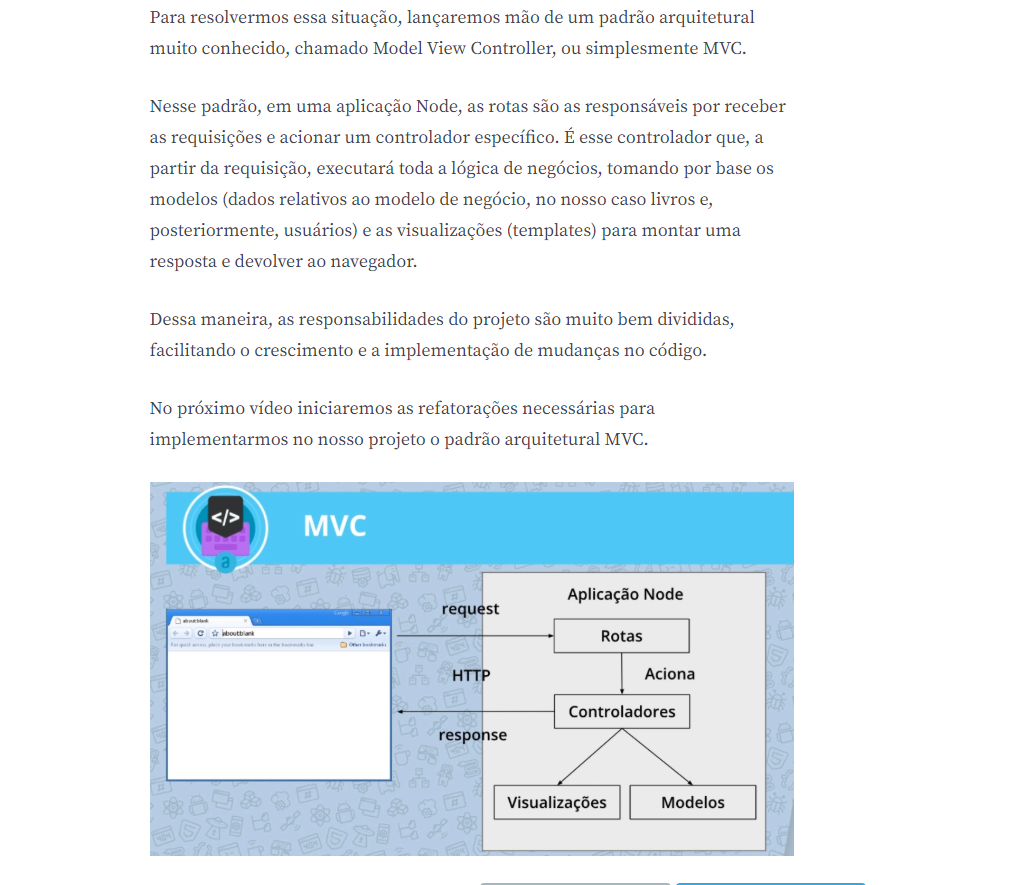 Para resolvermos essa situação, lançaremos mão de um padrão arquitetural
muito conhecido, chamado Model View Controller, ou simplesmente MVC.
Nesse padrão, em uma aplicação Node, as rotas são as responsáveis por receber
as requisições e acionar um controlador específico. É esse controlador que, a
partir da requisição, executará toda a lógica de negócios, tomando por base os
modelos (dados relativos ao modelo de negócio, no nosso caso livros e,
posteriormente, usuários) e as visualizações (templates) para montar uma
resposta e devolver ao navegador.
Dessa maneira, as responsabilidades do projeto são muito bem divididas,
facilitando o crescimento e a implementação de mudanças no código.
No próximo vídeo iniciaremos as refatorações necessárias para
implementarmos no nosso projeto o padrão arquitetural MVC.
</>
a
MVC
Google
about:blank
about:blank
For quick access, place your bookmarks here in the bookmarks bar.
Other bookmarks
request
HTTP
response
Aplicação Node
Rotas
Aciona
Controladores
Visualizações
Modelos